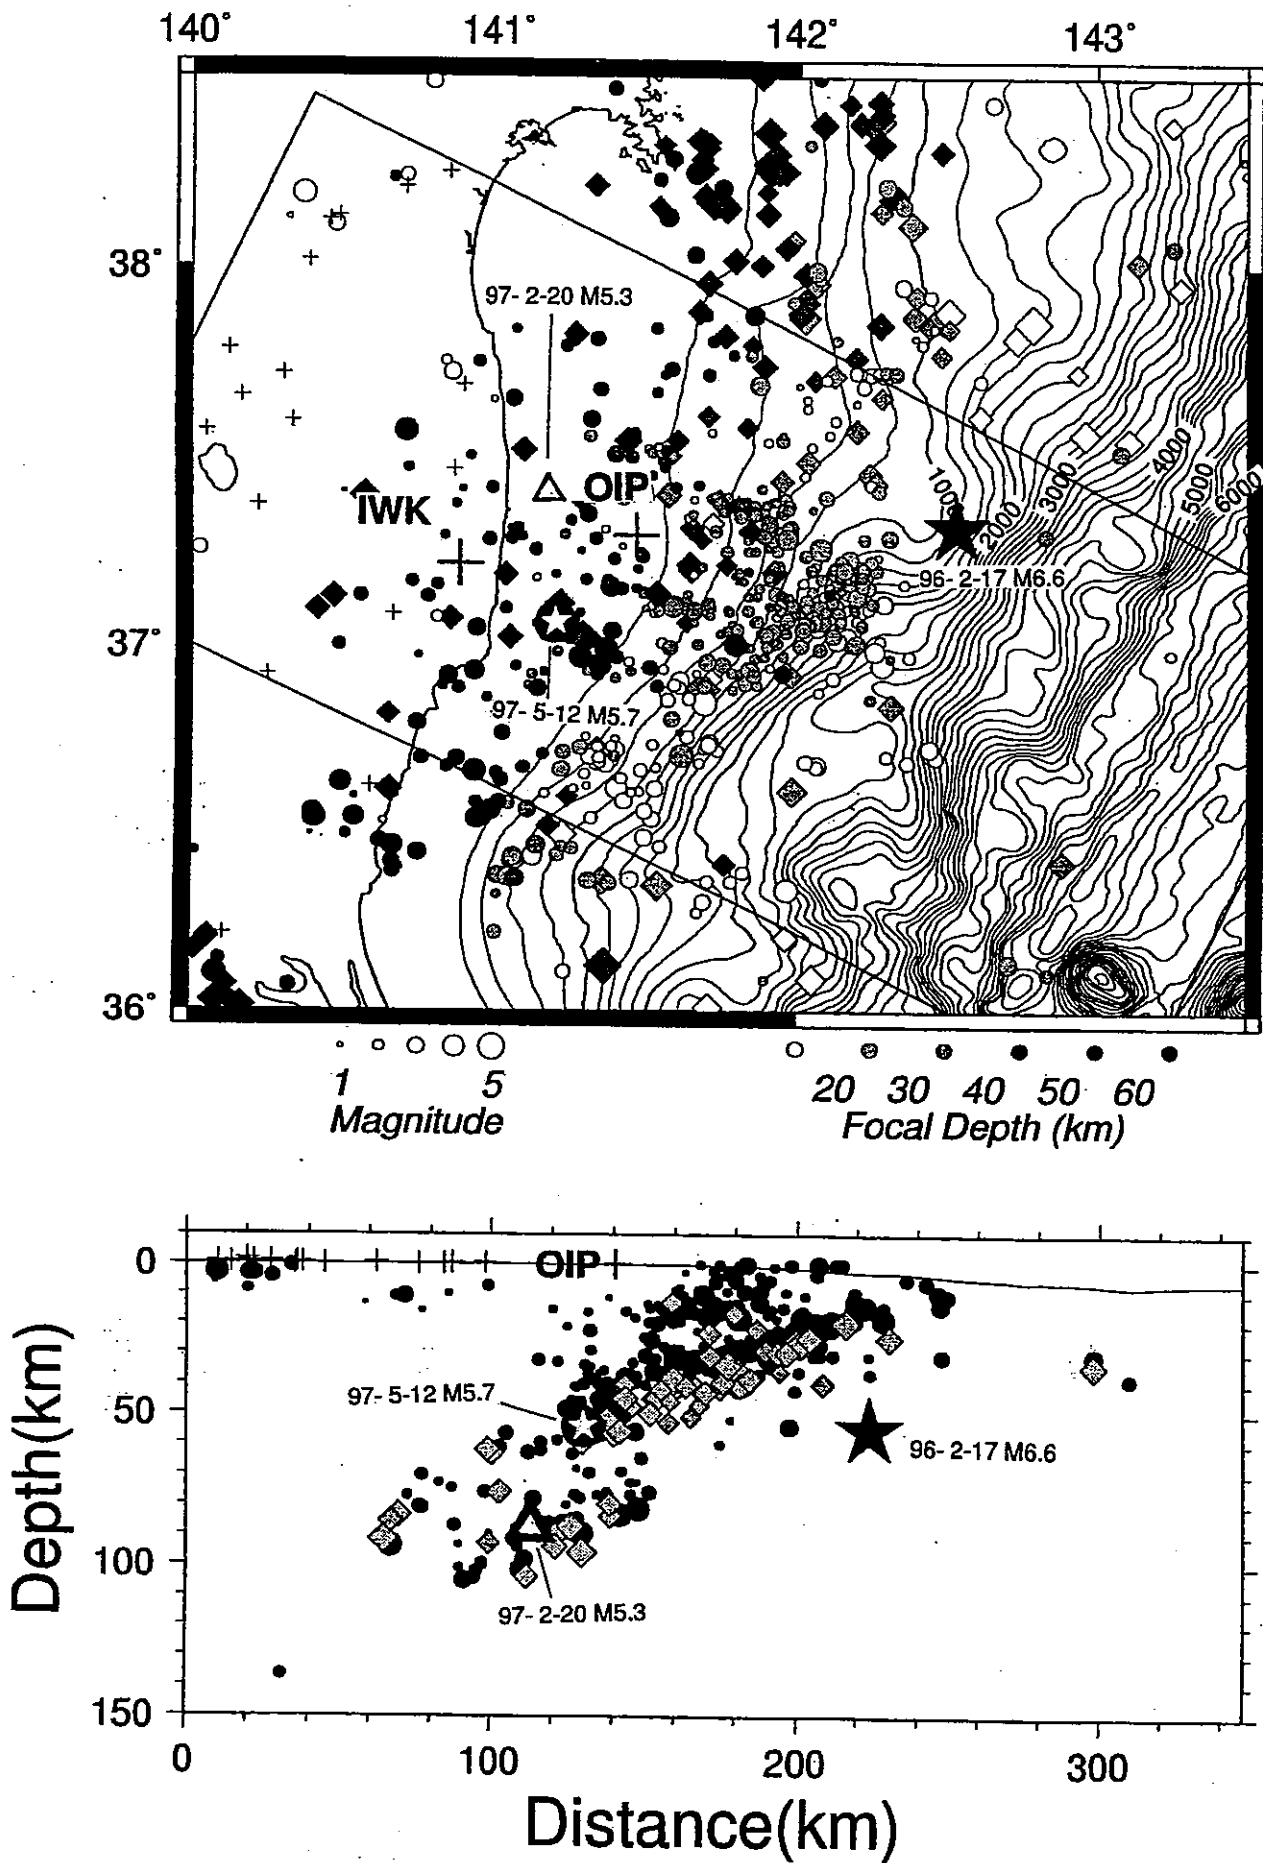 140° 141° 142° 143°
38°
97- 2-20 M5.3
OIP
IWK
1000 2000 3000 4000 5000 6000
96- 2-17 M6.6
37°
97- 5-12 M5.7
36°
1 5
Magnitude
20 30 40 50 60
Focal Depth (km)
0
OIP
50
97- 5-12 M5.7
96- 2-17 M6.6
100
97- 2-20 M5.3
150
Depth(km)
0 100 200 300
Distance(km)